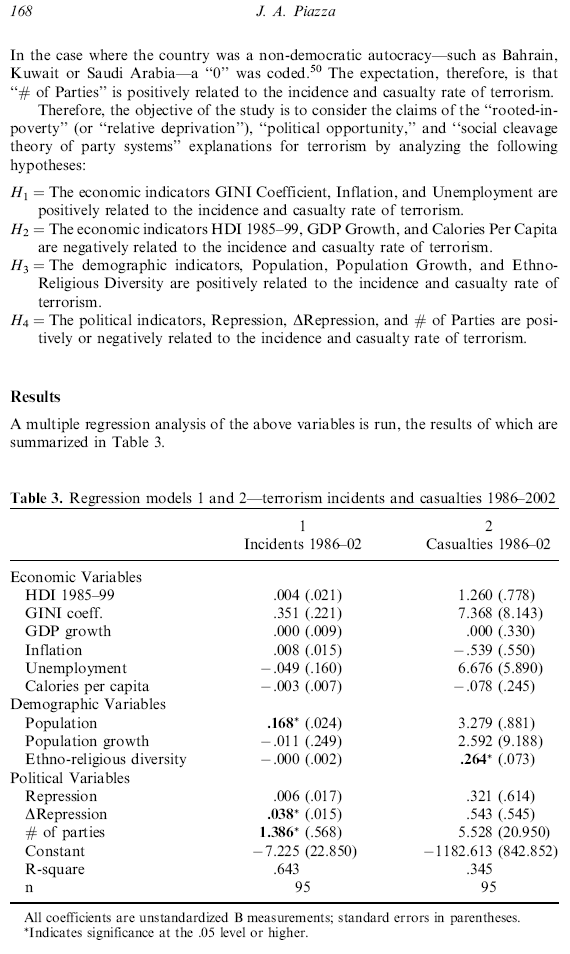 168 J. A. Piazza
In the case where the country was a non-democratic autocracy—such as Bahrain,
Kuwait or Saudi Arabia—a “0” was coded.50 The expectation, therefore, is that
“# of Parties” is positively related to the incidence and casualty rate of terrorism.
Therefore, the objective of the study is to consider the claims of the “rooted-in-
poverty” (or “relative deprivation”), “political opportunity,” and “social cleavage
theory of party systems” explanations for terrorism by analyzing the following
hypotheses:
H1 = The economic indicators GINI Coefficient, Inflation, and Unemployment are
positively related to the incidence and casualty rate of terrorism.
H2 = The economic indicators HDI 1985–99, GDP Growth, and Calories Per Capita
are negatively related to the incidence and casualty rate of terrorism.
H3 = The demographic indicators, Population, Population Growth, and Ethno-
Religious Diversity are positively related to the incidence and casualty rate of
terrorism.
H4 = The political indicators, Repression, ΔRepression, and # of Parties are posi-
tively or negatively related to the incidence and casualty rate of terrorism.
Results
A multiple regression analysis of the above variables is run, the results of which are
summarized in Table 3.
Table 3. Regression models 1 and 2—terrorism incidents and casualties 1986–2002
1 2
Incidents 1986–02 Casualties 1986–02
Economic Variables
HDI 1985–99 .004 (.021) 1.260 (.778)
GINI coeff. .351 (.221) 7.368 (8.143)
GDP growth .000 (.009) .000 (.330)
Inflation .008 (.015) −.539 (.550)
Unemployment −.049 (.160) 6.676 (5.890)
Calories per capita −.003 (.007) −.078 (.245)
Demographic Variables
Population .168* (.024) 3.279 (.881)
Population growth −.011 (.249) 2.592 (9.188)
Ethno-religious diversity −.000 (.002) .264* (.073)
Political Variables
Repression .006 (.017) .321 (.614)
ΔRepression .038* (.015) .543 (.545)
# of parties 1.386* (.568) 5.528 (20.950)
Constant −7.225 (22.850) −1182.613 (842.852)
R-square .643 .345
n 95 95
All coefficients are unstandardized B measurements; standard errors in parentheses.
*Indicates significance at the .05 level or higher.